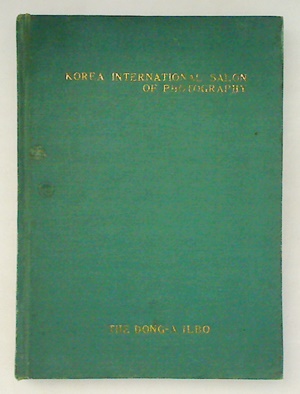 KOREA INTERNATIONAL SALON
OF PHOTOGRAPHY
THE DONG-A ILBO